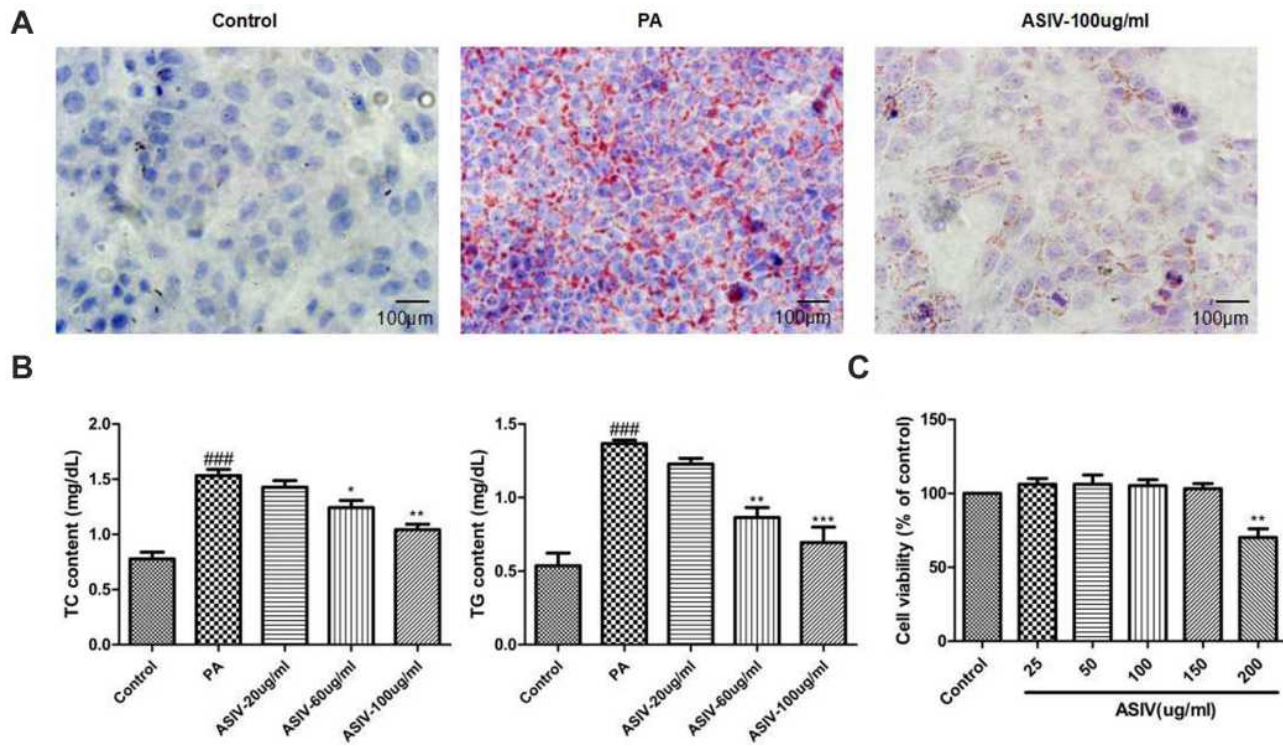 A
Control
PA
ASIV-100ug/ml
100μm
100μm
100μm
B
C
TC content (mg/dL)
2.0
1.5
1.0
0.5
0.0
###
*
**
Control
PA
ASIV-20ug/ml
ASIV-60ug/ml
ASIV-100ug/ml
TG content (mg/dL)
1.5
1.0
0.5
0.0
###
**
***
Control
PA
ASIV-20ug/ml
ASIV-60ug/ml
ASIV-100ug/ml
Cell viability (% of control)
150
100
50
0
**
Control
25
50
100
150
200
ASIV(ug/ml)